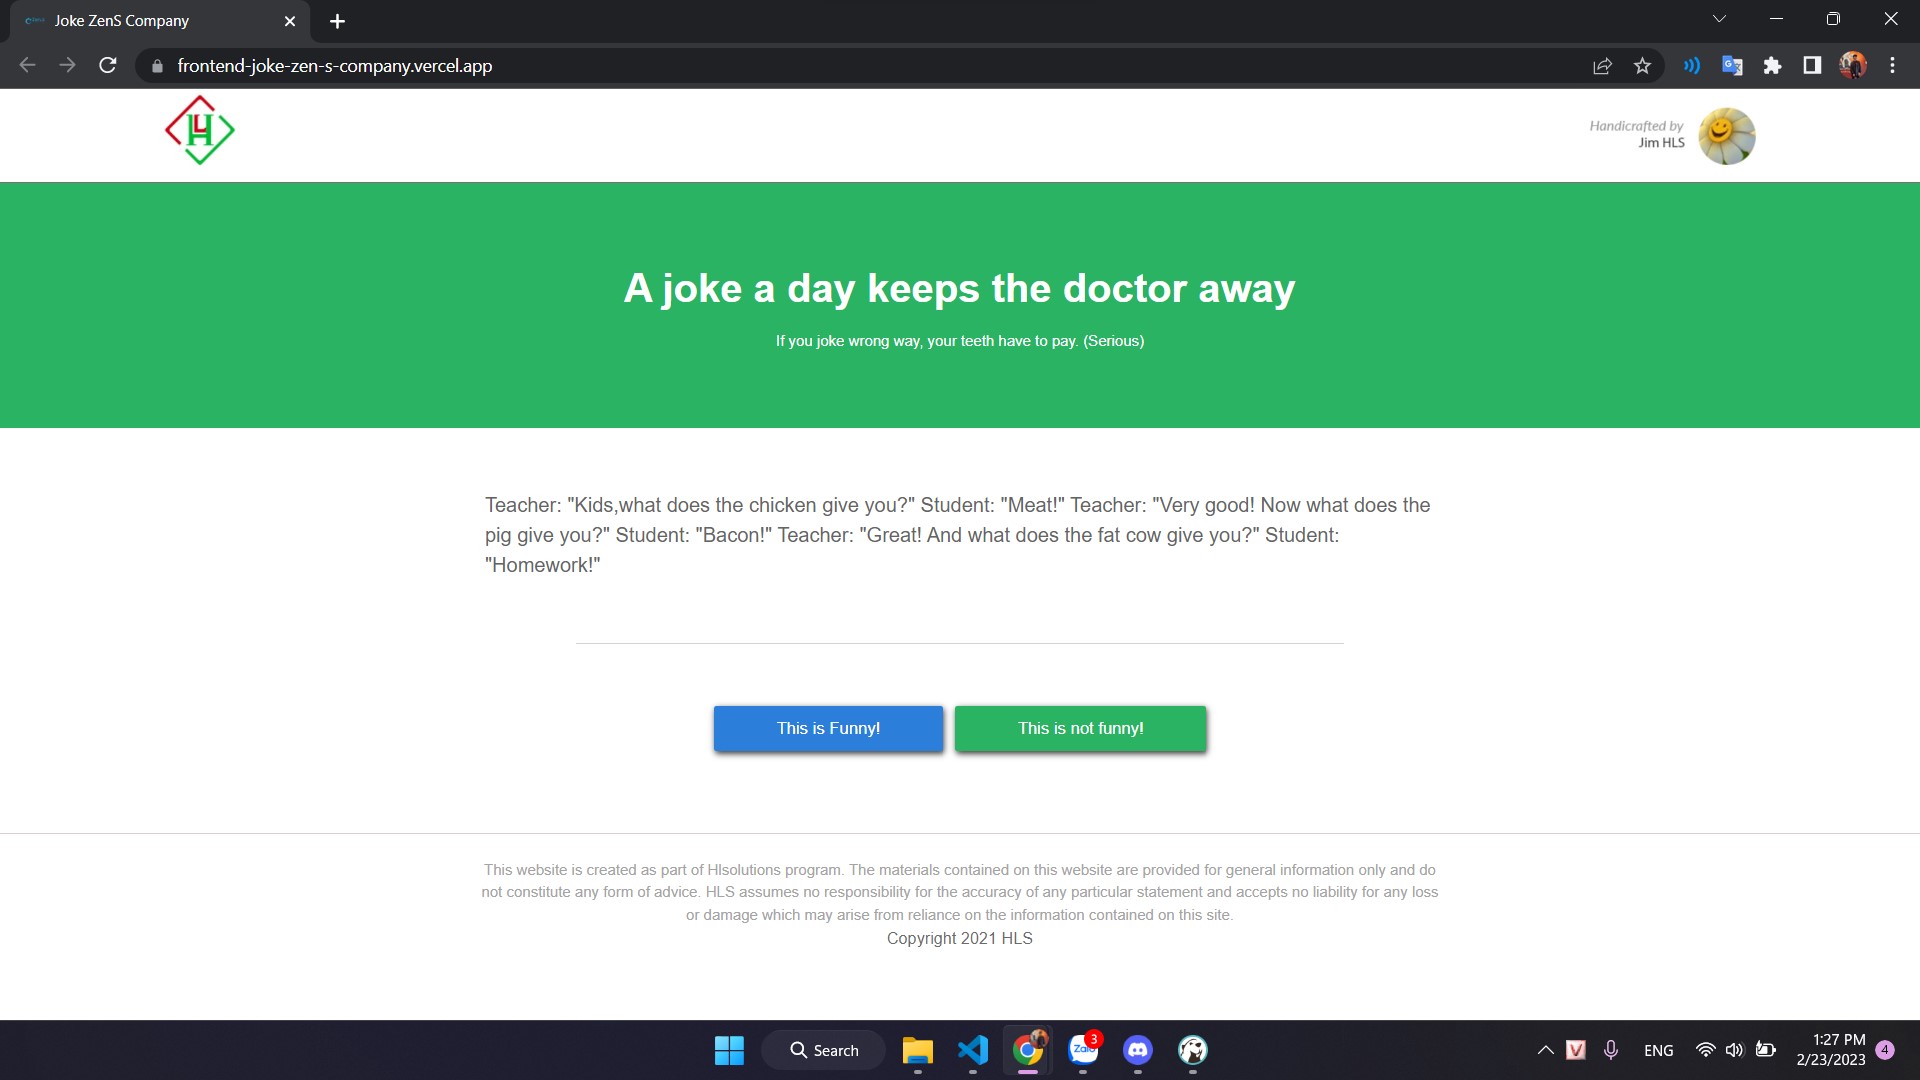 Joke ZenS Company
frontend-joke-zen-s-company.vercel.app
Handicrafted by
Jim HLS
A joke a day keeps the doctor away
If you joke wrong way, your teeth have to pay. (Serious)
Teacher: "Kids,what does the chicken give you?" Student: "Meat!" Teacher: "Very good! Now what does the
pig give you?" Student: "Bacon!" Teacher: "Great! And what does the fat cow give you?" Student:
"Homework!"
This is Funny!
This is not funny!
This website is created as part of Hlsolutions program. The materials contained on this website are provided for general information only and do
not constitute any form of advice. HLS assumes no responsibility for the accuracy of any particular statement and accepts no liability for any loss
or damage which may arise from reliance on the information contained on this site.
Copyright 2021 HLS
Search
Zalo
3
V
ENG
1:27 PM
2/23/2023
4